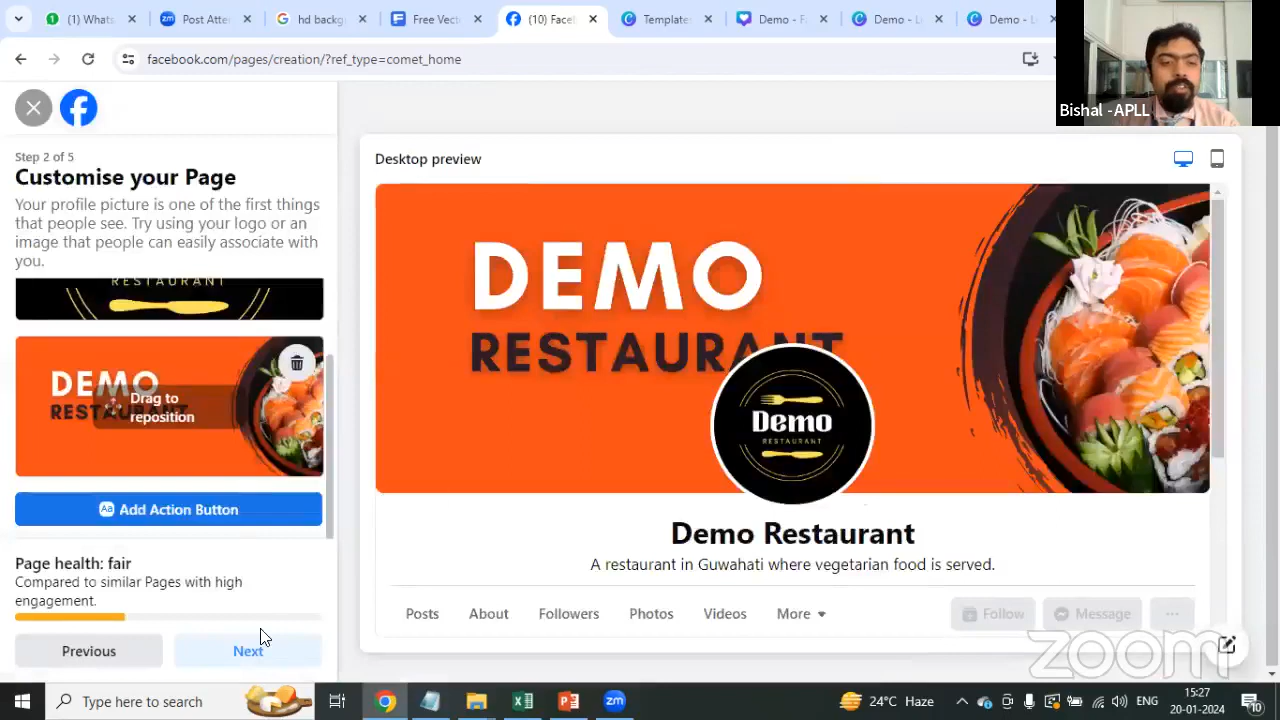 (1) Whats
Post Atte
hd backg
Free Vect
(10) Face
Template
Demo - F
Demo - L
Demo - L
facebook.com/pages/creation/?ref_type=comet_home
Bishal -APLL
Step 2 of 5
Customise your Page
Your profile picture is one of the first things
that people see. Try using your logo or an
image that people can easily associate with
you.
RESTAURANT
DEMO
Drag to
reposition
Add Action Button
Page health: fair
Compared to similar Pages with high
engagement.
Previous
Next
Desktop preview
DEMO
RESTAURANT
Demo
RESTAURANT
Demo Restaurant
A restaurant in Guwahati where vegetarian food is served.
Posts
About
Followers
Photos
Videos
More
Follow
Message
zoom
Type here to search
24°C Haze
ENG
15:27
20-01-2024
10